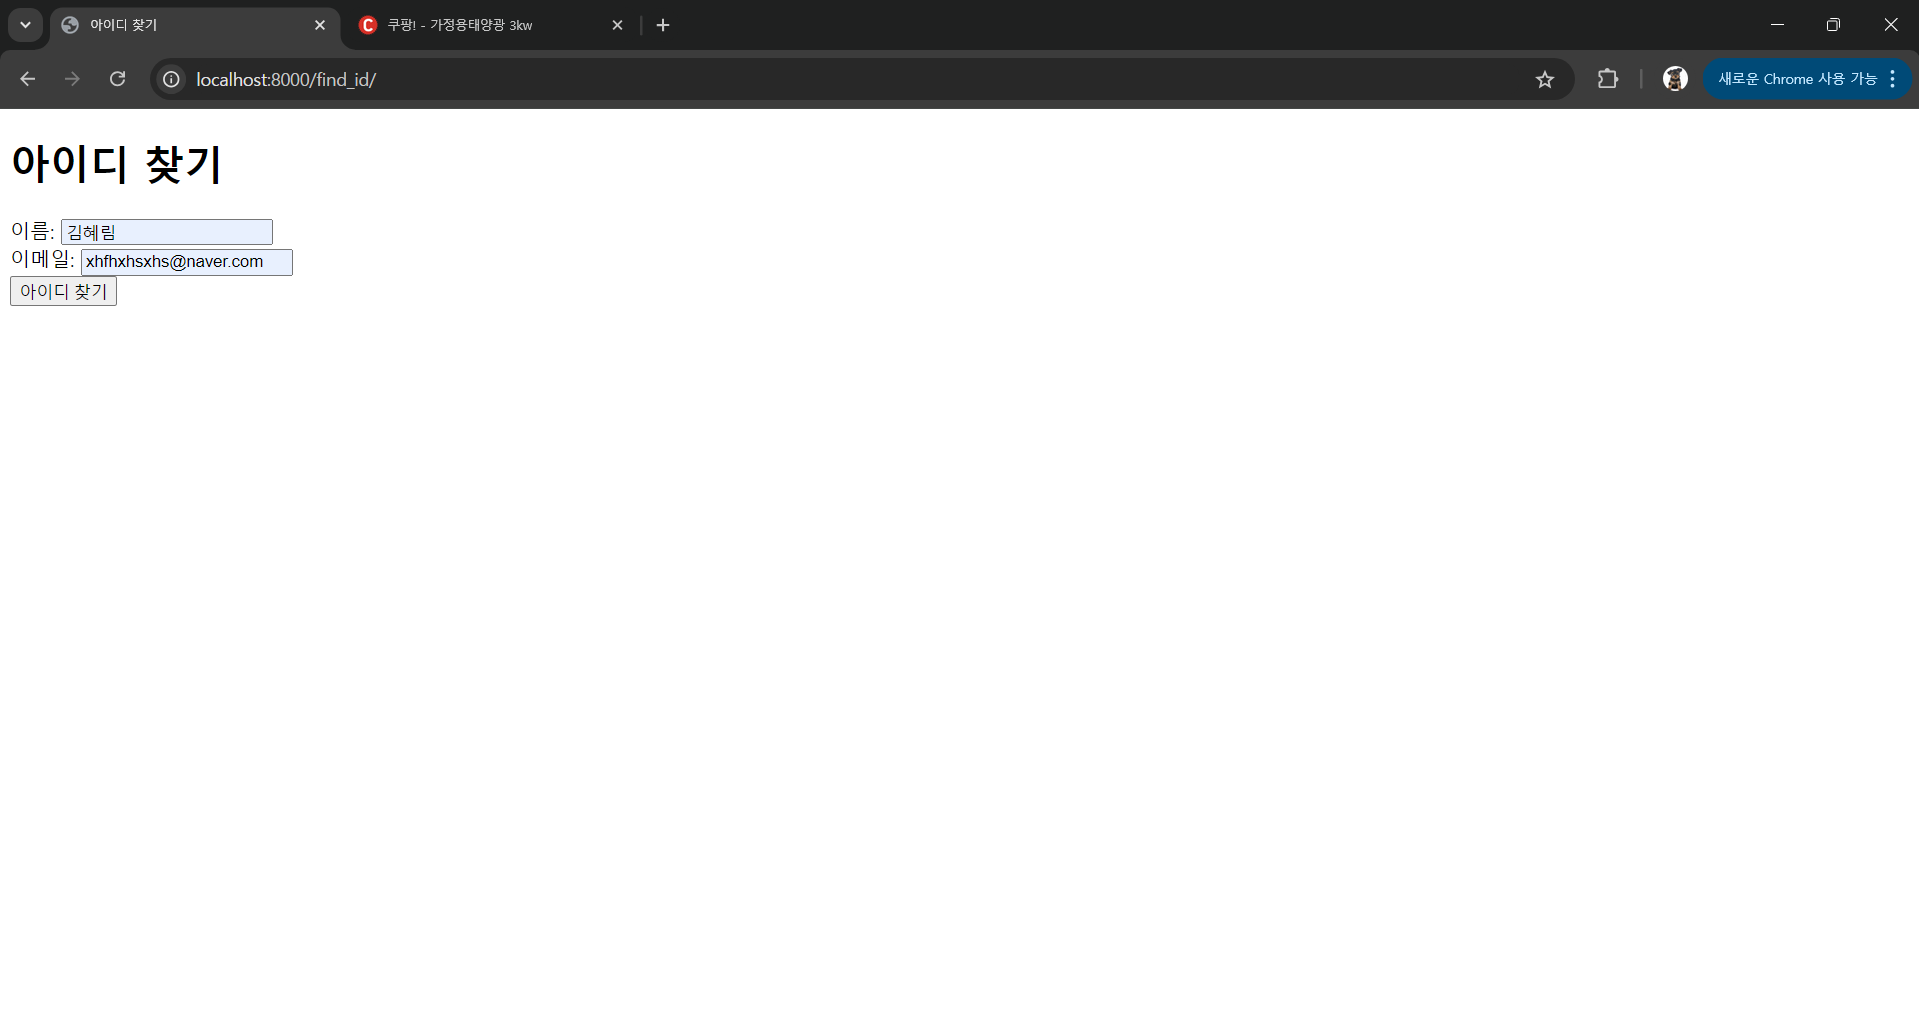 아이디 찾기
쿠팡! - 가정용태양광 3kw
localhost:8000/find_id/
새로운 Chrome 사용 가능
아이디 찾기
이름: 김혜림
이메일: xhfhxhsxhs@naver.com
아이디 찾기